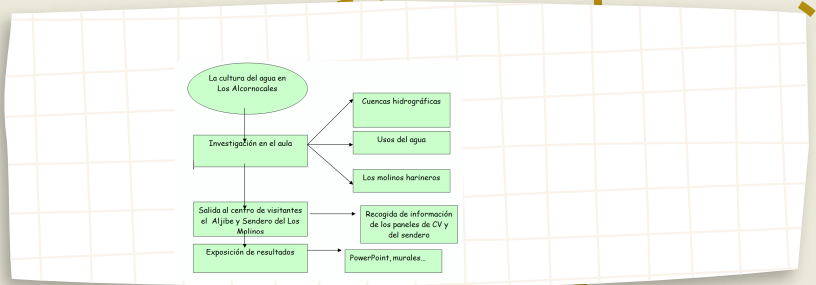 La cultura del agua en
Los Alcornocales
Cuencas hidrográficas
Investigación en el aula
Usos del agua
Los molinos harineros
Salida al centro de visitantes
el Aljibe y Sendero del Los
Molinos
Recogida de información
de los paneles de CV y
del sendero
Exposición de resultados
PowerPoint, murales...